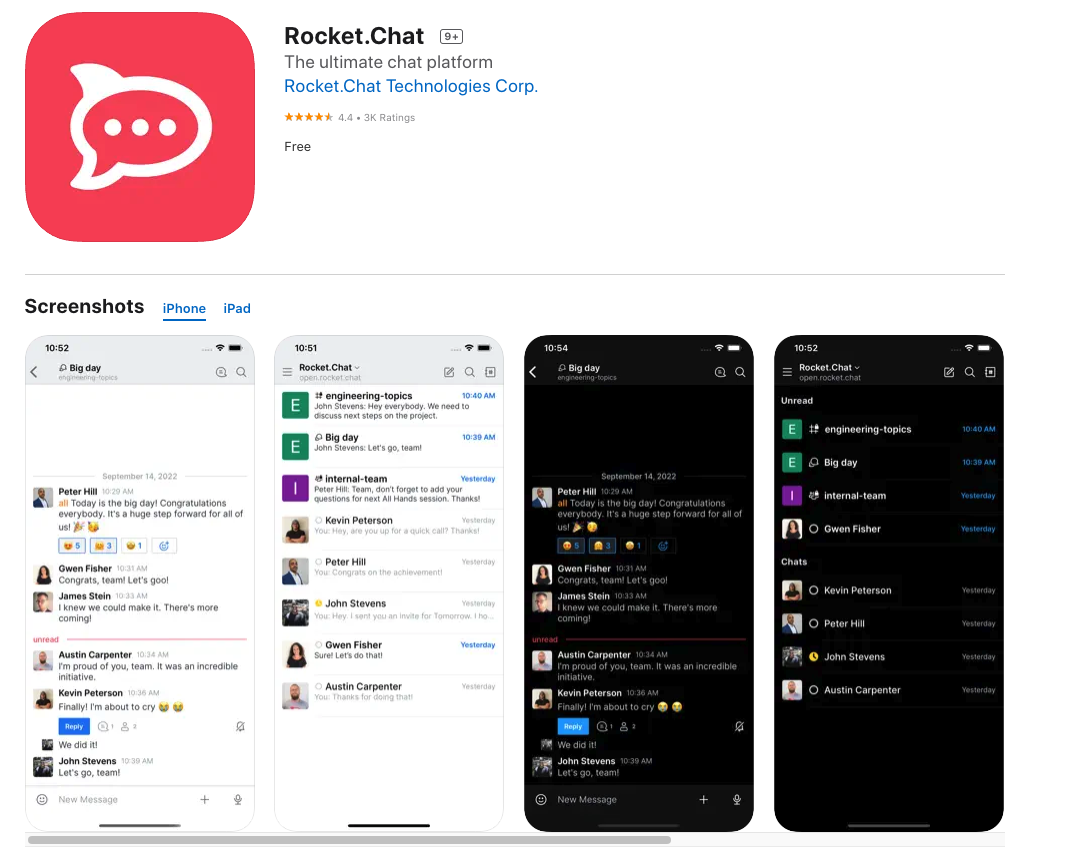 Rocket.Chat 9+
The ultimate chat platform
Rocket.Chat Technologies Corp.
4.4 • 3K Ratings
Free
Screenshots iPhone iPad
10:52
Big day
engineering-topics
September 14, 2022
Peter Hill 10:29 AM
all Today is the big day! Congratulations
everybody. It's a huge step forward for all of
us!
5 3 1
Gwen Fisher 10:31 AM
Congrats, team! Let's goo!
James Stein 10:33 AM
I knew we could make it. There's more
coming!
unread
Austin Carpenter 10:34 AM
I'm proud of you, team. It was an incredible
initiative.
Kevin Peterson 10:36 AM
Finally! I'm about to cry 😭 😭
Reply 1 2
We did it!
John Stevens 10:39 AM
Let's go, team!
New Message
10:51
Rocket.Chat
open.rocket.chat
E engineering-topics 10:40 AM
John Stevens: Hey everybody. We need to
discuss next steps on the project.
E Big day 10:39 AM
John Stevens: Let's go, team!
I internal-team Yesterday
Peter Hill: Team, don't forget to add your
questions for next All Hands session. Thanks!
Kevin Peterson Yesterday
You: Hey, are you up for a quick call? Thanks!
Peter Hill Yesterday
You: Congrats on the achievement!
John Stevens Yesterday
You: Hey. I sent you an invite for Tomorrow. I ho...
Gwen Fisher Yesterday
Sure! Let's do that!
Austin Carpenter Yesterday
You: Thanks for doing that!
10:54
Big day
engineering-topics
September 14, 2022
Peter Hill 10:29 AM
all Today is the big day! Congratulations
everybody. It's a huge step forward for all of
us!
5 3 1
Gwen Fisher 10:31 AM
Congrats, team! Let's goo!
James Stein 10:33 AM
I knew we could make it. There's more
coming!
unread
Austin Carpenter 10:34 AM
I'm proud of you, team. It was an incredible
initiative.
Kevin Peterson 10:36 AM
Finally! I'm about to cry 😭 😭
Reply 1 2
We did it!
John Stevens 10:39 AM
Let's go, team!
New Message
10:52
Rocket.Chat
open.rocket.chat
Unread
E engineering-topics 10:40 AM
E Big day 10:39 AM
I internal-team Yesterday
Gwen Fisher Yesterday
Chats
Kevin Peterson Yesterday
Peter Hill Yesterday
John Stevens Yesterday
Austin Carpenter Yesterday